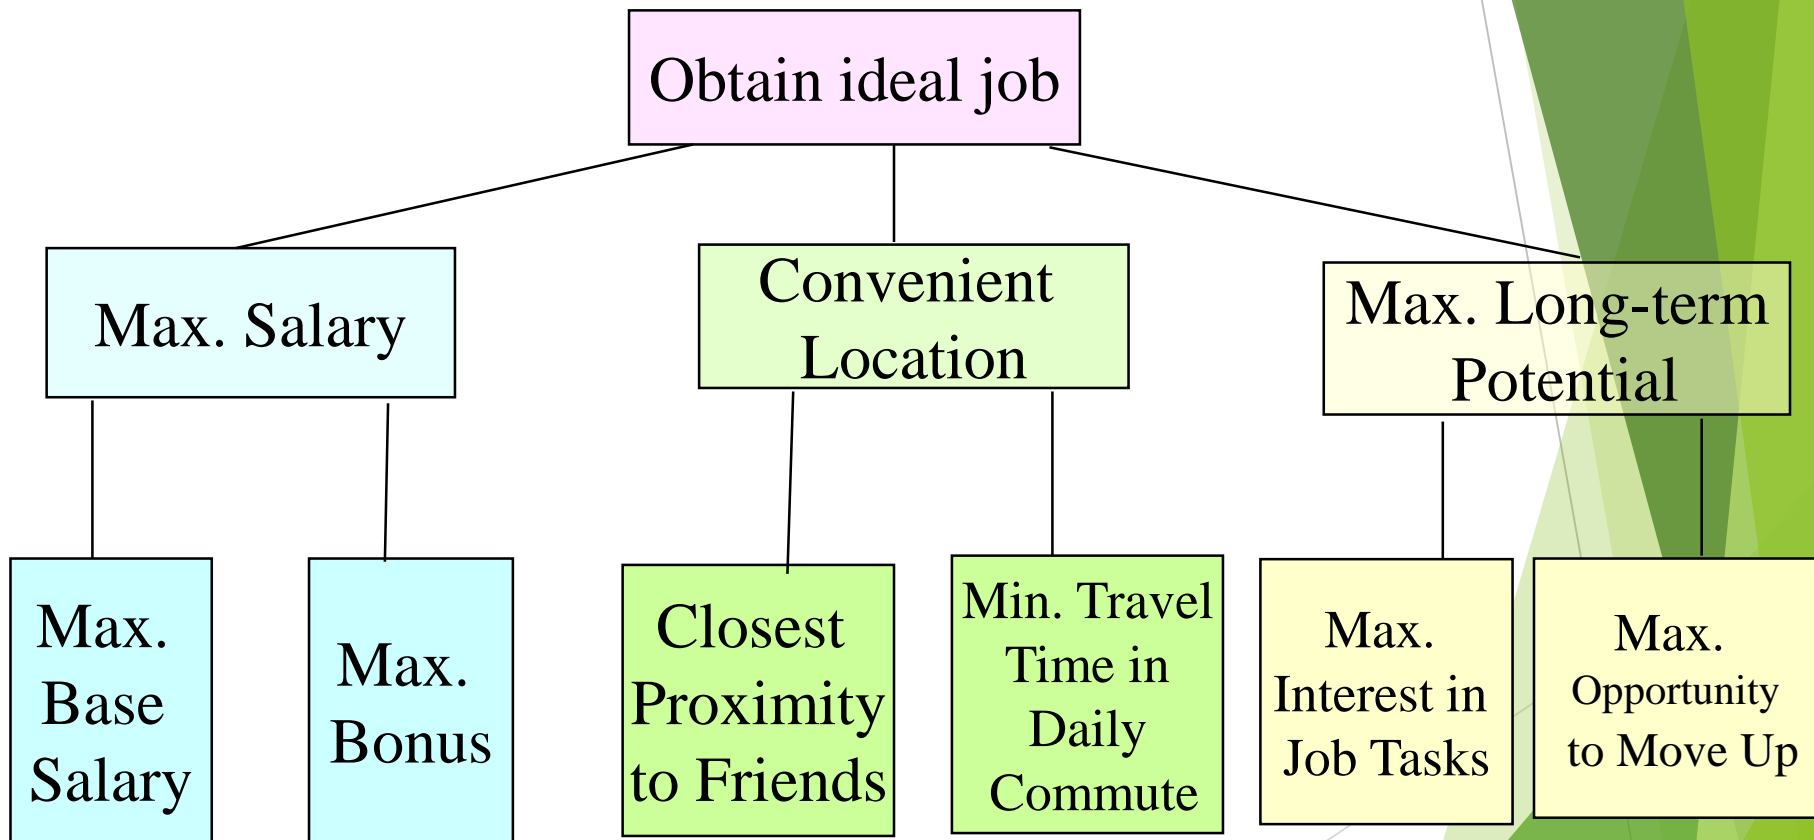 Obtain ideal job
Max. Salary
Convenient
Location
Max. Long-term
Potential
Max.
Base
Salary
Max.
Bonus
Closest
Proximity
to Friends
Min. Travel
Time in
Daily
Commute
Max.
Interest in
Job Tasks
Max.
Opportunity
to Move Up